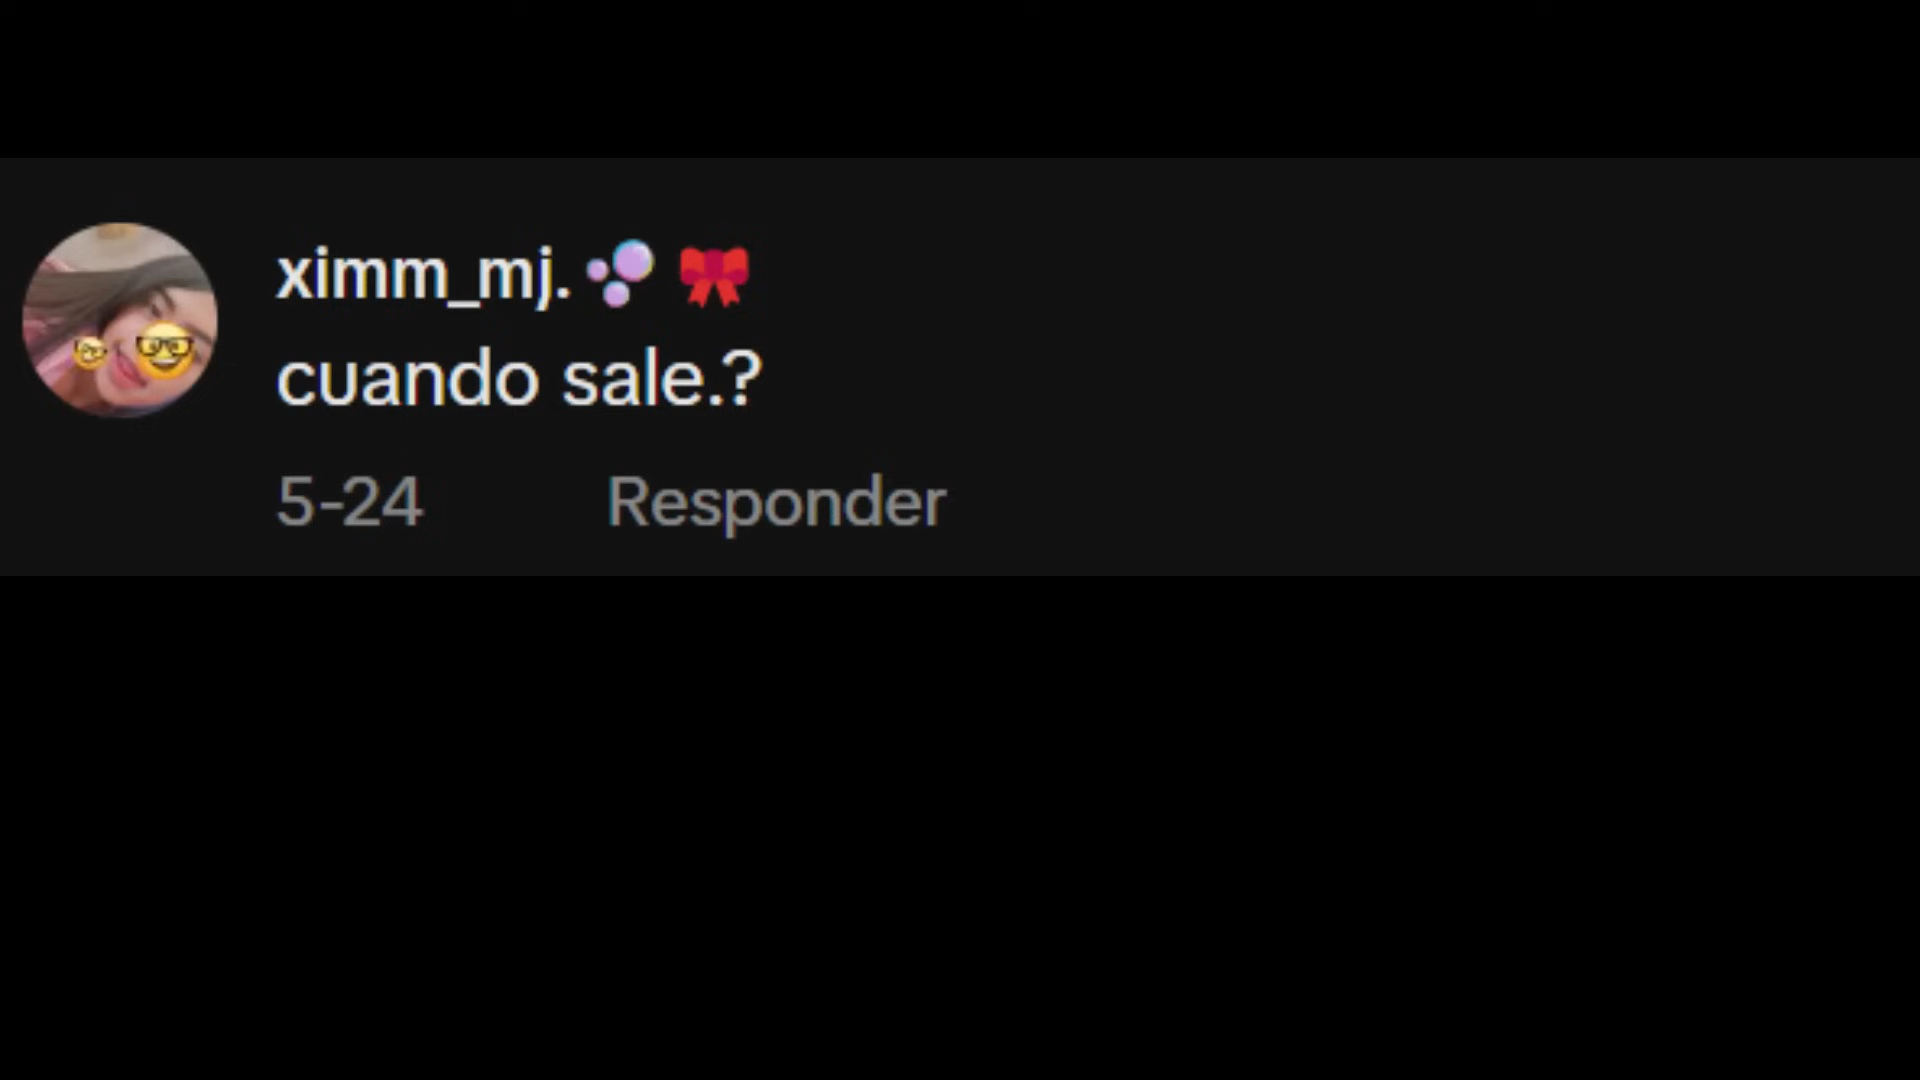 ximm_mj.🫧 🎀
cuando sale.?
5-24 Responder